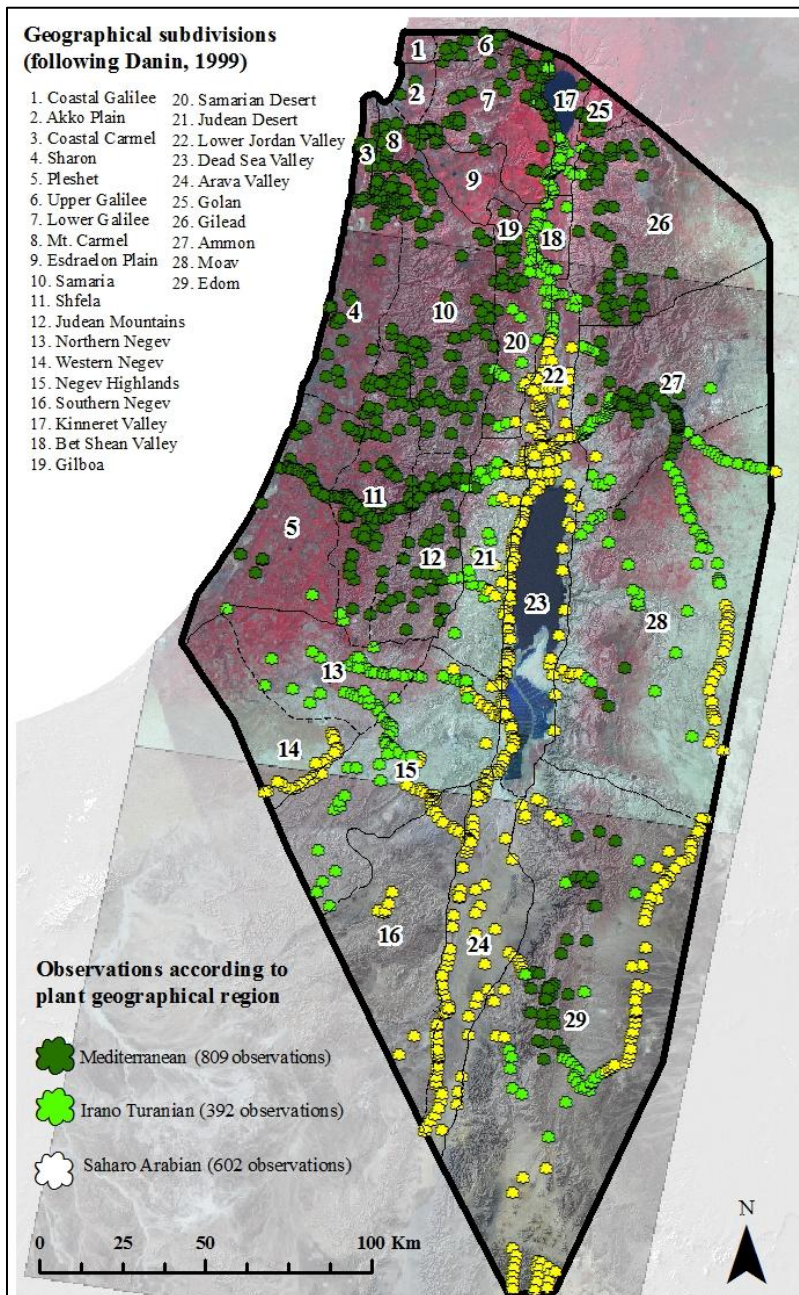 Geographical subdivisions
(following Danin, 1999)
1. Coastal Galilee
2. Akko Plain
3. Coastal Carmel
4. Sharon
5. Pleshet
6. Upper Galilee
7. Lower Galilee
8. Mt. Carmel
9. Esdraelon Plain
10. Samaria
11. Shfela
12. Judean Mountains
13. Northern Negev
14. Western Negev
15. Negev Highlands
16. Southern Negev
17. Kinneret Valley
18. Bet Shean Valley
19. Gilboa
20. Samarian Desert
21. Judean Desert
22. Lower Jordan Valley
23. Dead Sea Valley
24. Arava Valley
25. Golan
26. Gilead
27. Ammon
28. Moav
29. Edom
1
6
2
7
17
25
3
8
9
19
18
26
4
10
20
22
27
11
5
12
21
23
28
13
14
15
16
24
29
Observations according to
plant geographical region
Mediterranean (809 observations)
Irano Turanian (392 observations)
Saharo Arabian (602 observations)
N
0 25 50 100 Km